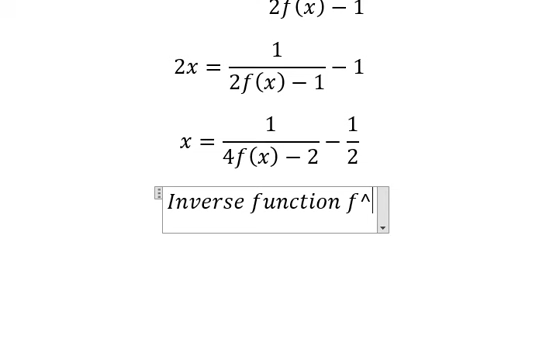 2f(x) − 1
2x = 1/(2f(x) − 1) − 1
x = 1/(4f(x) − 2) − 1/2
Inverse function f^